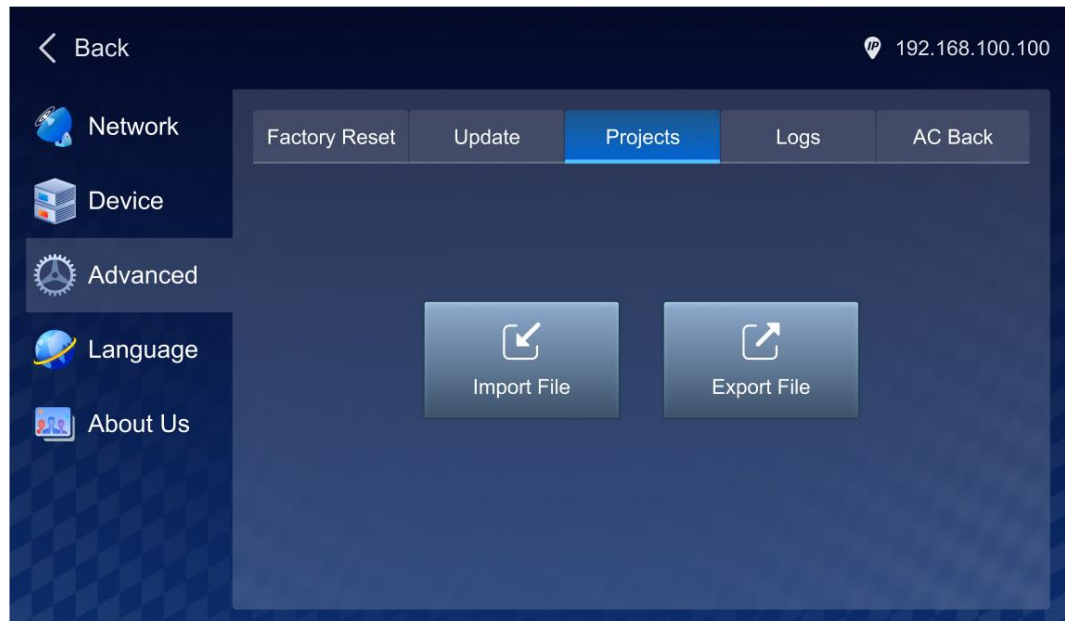 Back
IP 192.168.100.100
Network
Device
Advanced
Language
About Us
Factory Reset Update Projects Logs AC Back
Import File Export File